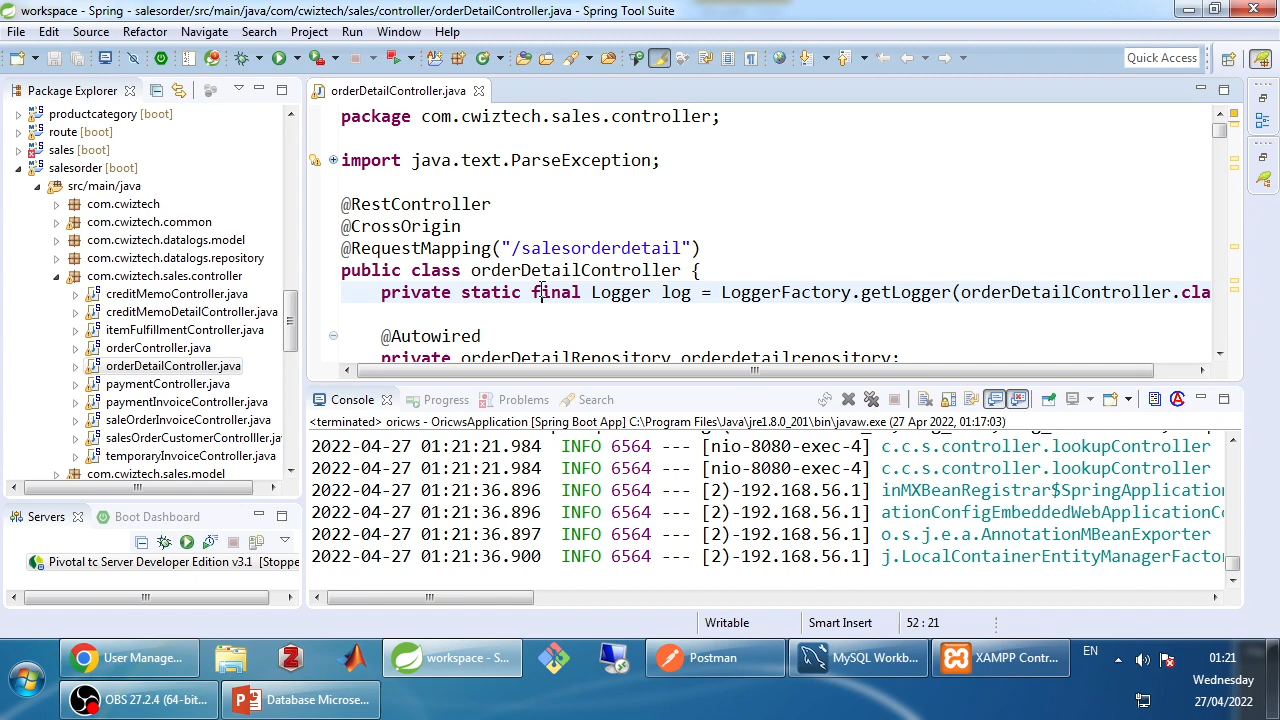 workspace - Spring - salesorder/src/main/java/com/cwiztech/sales/controller/orderDetailController.java - Spring Tool Suite
File Edit Source Refactor Navigate Search Project Run Window Help
Quick Access
Package Explorer
productcategory [boot]
route [boot]
sales [boot]
salesorder [boot]
src/main/java
com.cwiztech
com.cwiztech.common
com.cwiztech.datalogs.model
com.cwiztech.datalogs.repository
com.cwiztech.sales.controller
creditMemoController.java
creditMemoDetailController.java
itemFulfillmentController.java
orderController.java
orderDetailController.java
paymentController.java
paymentInvoiceController.java
saleOrderInvoiceController.java
salesOrderCustomerControlller.ja
temporaryInvoiceController.java
com.cwiztech.sales.model
Servers Boot Dashboard
Pivotal tc Server Developer Edition v3.1 [Stoppe
orderDetailController.java
package com.cwiztech.sales.controller;
import java.text.ParseException;
@RestController
@CrossOrigin
@RequestMapping("/salesorderdetail")
public class orderDetailController {
private static final Logger log = LoggerFactory.getLogger(orderDetailController.cla
@Autowired
private orderDetailRepository orderdetailrepository;
Console Progress Problems Search
<terminated> oricws - OricwsApplication [Spring Boot App] C:\Program Files\Java\jre1.8.0_201\bin\javaw.exe (27 Apr 2022, 01:17:03)
2022-04-27 01:21:21.984 INFO 6564 --- [nio-8080-exec-4] c.c.s.controller.lookupController
2022-04-27 01:21:21.984 INFO 6564 --- [nio-8080-exec-4] c.c.s.controller.lookupController
2022-04-27 01:21:36.896 INFO 6564 --- [2)-192.168.56.1] inMXBeanRegistrar$SpringApplication
2022-04-27 01:21:36.896 INFO 6564 --- [2)-192.168.56.1] ationConfigEmbeddedWebApplicationCo
2022-04-27 01:21:36.897 INFO 6564 --- [2)-192.168.56.1] o.s.j.e.a.AnnotationMBeanExporter
2022-04-27 01:21:36.900 INFO 6564 --- [2)-192.168.56.1] j.LocalContainerEntityManagerFactor
Writable Smart Insert 52 : 21
User Manage... workspace - S... Postman MySQL Workb... XAMPP Contr...
OBS 27.2.4 (64-bit... Database Microse...
EN
01:21
Wednesday
27/04/2022